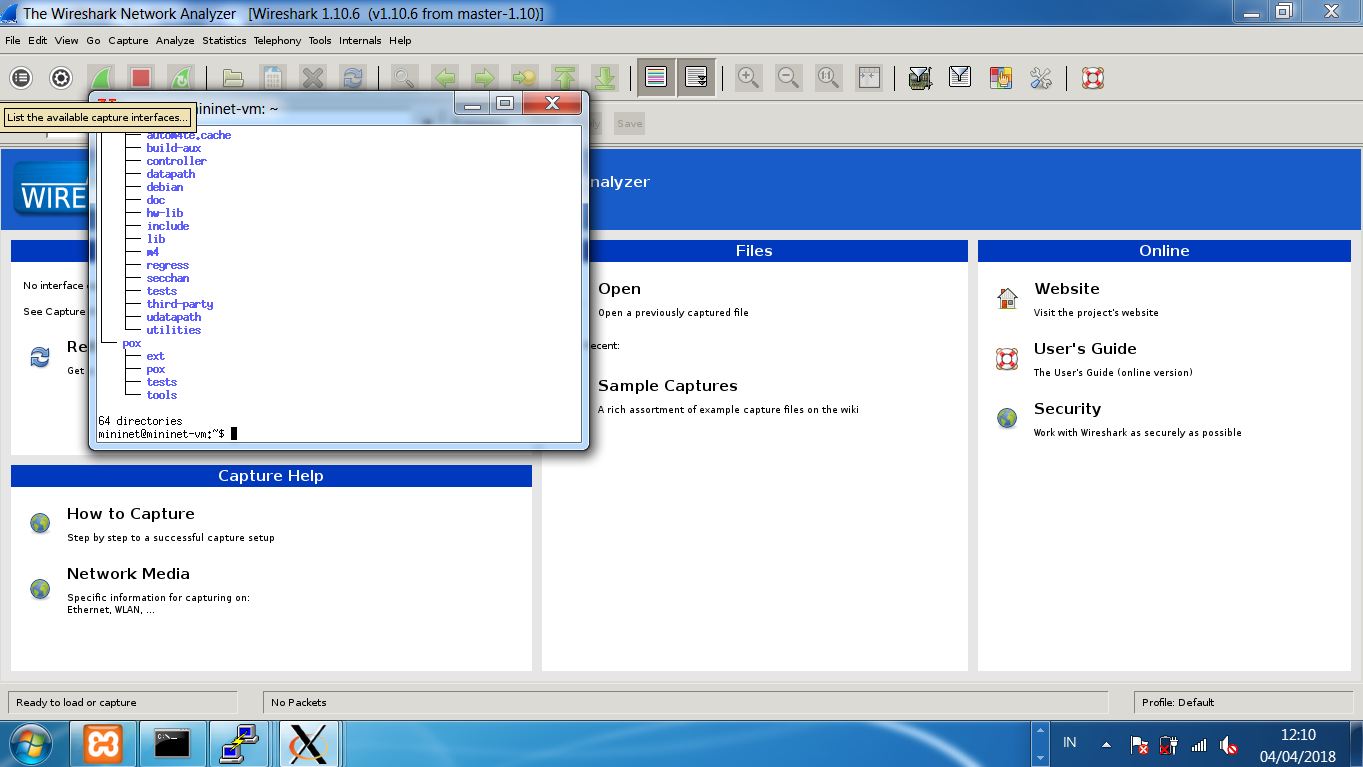 The Wireshark Network Analyzer [Wireshark 1.10.6 (v1.10.6 from master-1.10)]
File Edit View Go Capture Analyze Statistics Telephony Tools Internals Help
List the available capture interfaces...
mininet-vm: ~
Save
autom4te.cache
build-aux
controller
datapath
debian
doc
hw-lib
include
lib
m4
regress
secchan
tests
third-party
udatapath
utilities
pox
ext
pox
tests
tools
64 directories
mininet@mininet-vm:~$
WIRE
nalyzer
No interface
See Capture
Re
Get
Capture Help
How to Capture
Step by step to a successful capture setup
Network Media
Specific information for capturing on:
Ethernet, WLAN, ...
Files
Open
Open a previously captured file
ecent:
Sample Captures
A rich assortment of example capture files on the wiki
Online
Website
Visit the project's website
User's Guide
The User's Guide (online version)
Security
Work with Wireshark as securely as possible
Ready to load or capture
No Packets
Profile: Default
IN
12:10
04/04/2018